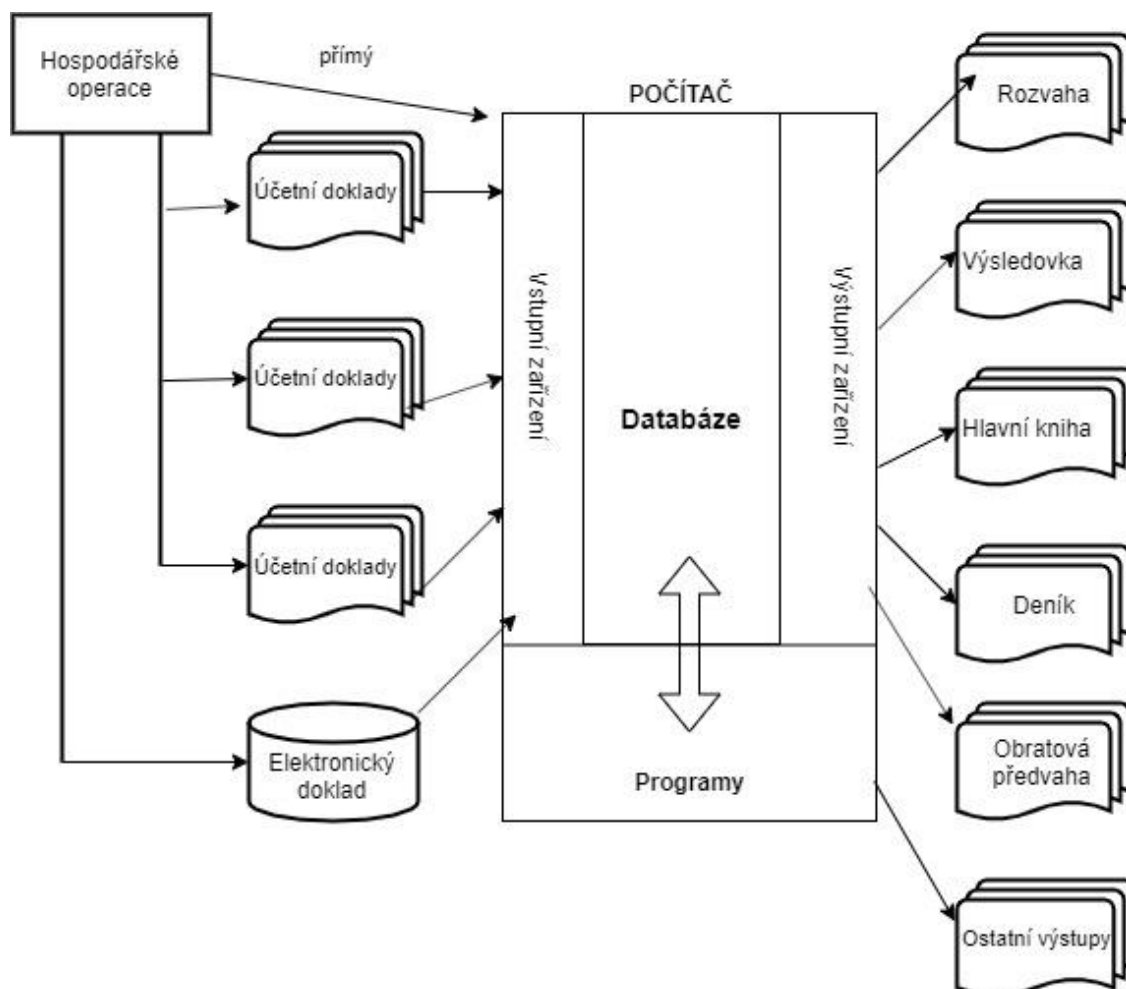 Hospodářské
operace
přímý
POČÍTAČ
Účetní doklady
Účetní doklady
Účetní doklady
Elektronický
doklad
Vstupní zařízení
Databáze
Výstupní zařízení
Programy
Rozvaha
Výsledovka
Hlavní kniha
Deník
Obratová
předvaha
Ostatní výstupy